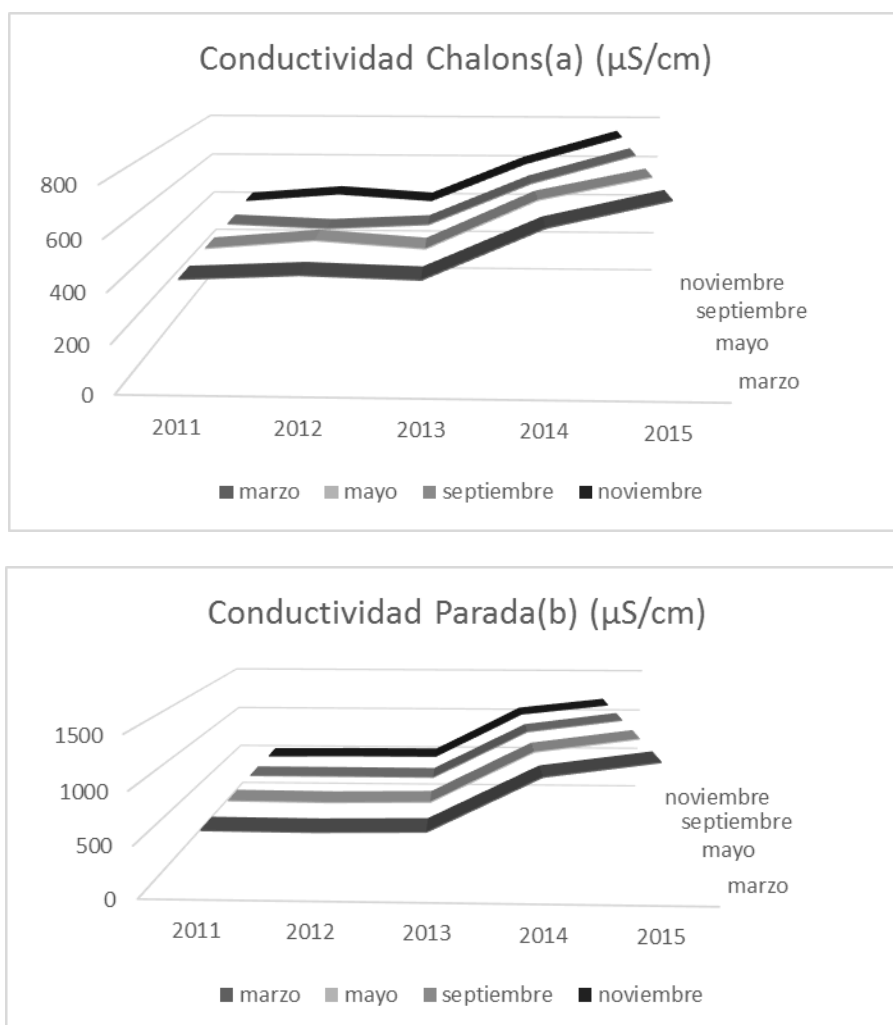 Conductividad Chalons(a) (µS/cm)
800
600
400
200
0
noviembre
septiembre
mayo
marzo
2011 2012 2013 2014 2015
marzo mayo septiembre noviembre
Conductividad Parada(b) (µS/cm)
1500
1000
500
0
noviembre
septiembre
mayo
marzo
2011 2012 2013 2014 2015
marzo mayo septiembre noviembre